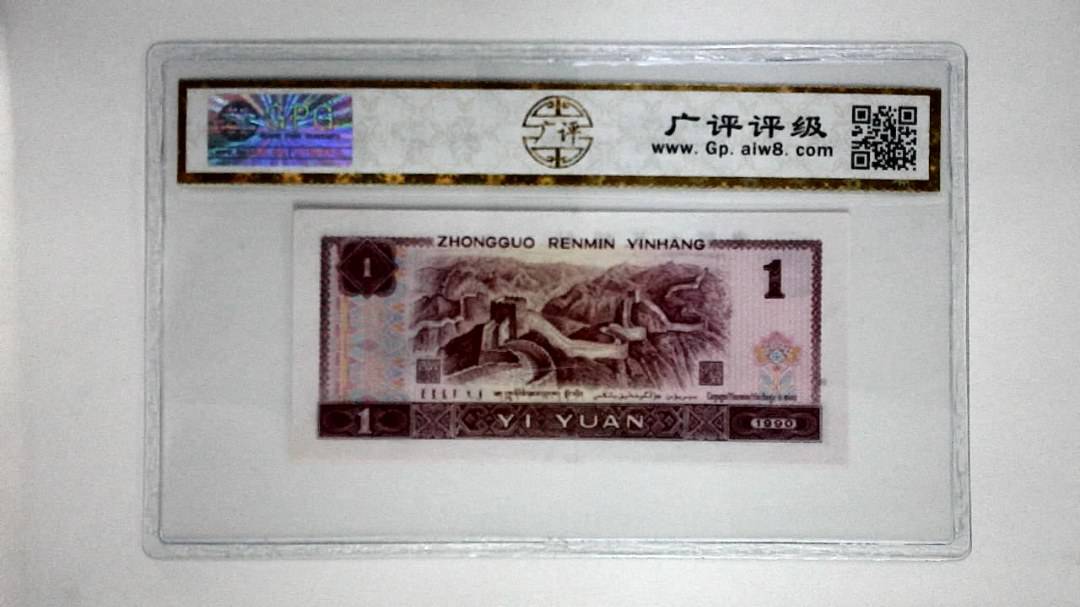 GPG
广评
广评评级
www. Gp. aiw8. com
ZHONGGUO RENMIN YINHANG
1
1
1
YI YUAN
1990